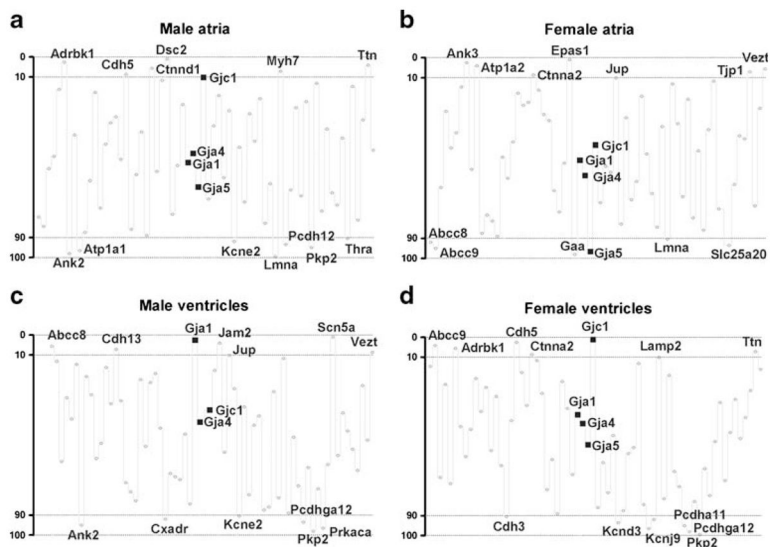 a
Male atria
0
10
90
100
Adrbk1
Cdh5
Dsc2
Ctnnd1
Gjc1
Myh7
Ttn
Gja4
Gja1
Gja5
Ank2
Atp1a1
Kcne2
Lmna
Pcdh12
Pkp2
Thra
b
Female atria
0
10
90
100
Ank3
Atp1a2
Epas1
Ctnna2
Jup
Tjp1
Vezt
Gjc1
Gja1
Gja4
Abcc8
Abcc9
Gaa
Gja5
Lmna
Slc25a20
c
Male ventricles
0
10
90
100
Abcc8
Cdh13
Gja1
Jam2
Jup
Scn5a
Vezt
Gjc1
Gja4
Ank2
Cxadr
Kcne2
Pcdhga12
Pkp2
Prkaca
d
Female ventricles
0
10
90
100
Abcc9
Adrbk1
Cdh5
Ctnna2
Gjc1
Lamp2
Ttn
Gja1
Gja4
Gja5
Cdh3
Kcnd3
Kcnj9
Pcdha11
Pcdhga12
Pkp2